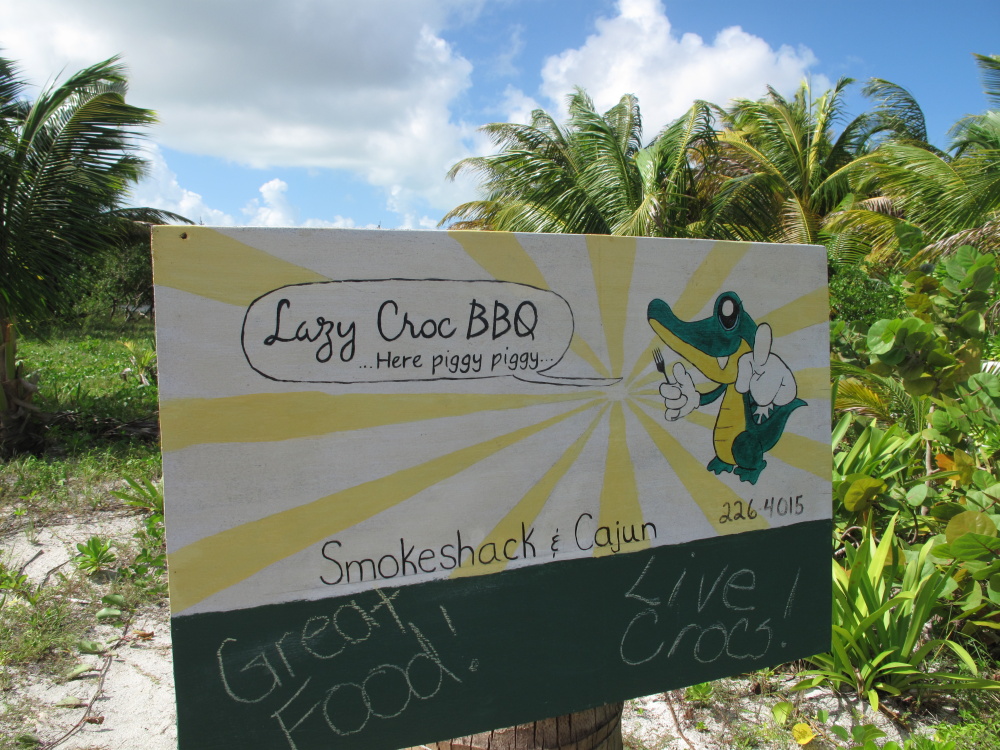 Lazy Croc BBQ
...Here piggy piggy...
226-4015
Smokeshack & Cajun
Great Food!!
Live Crocs!!